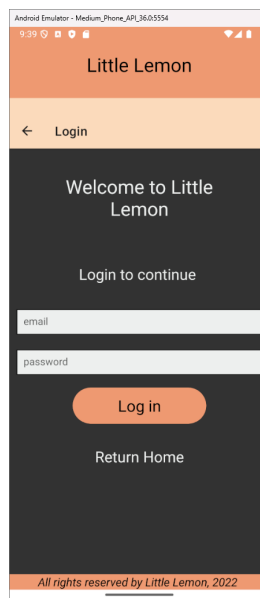 Android Emulator - Medium_Phone_API_36.0:5554
9:39
Little Lemon
Login
Welcome to Little
Lemon
Login to continue
email
password
Log in
Return Home
All rights reserved by Little Lemon, 2022